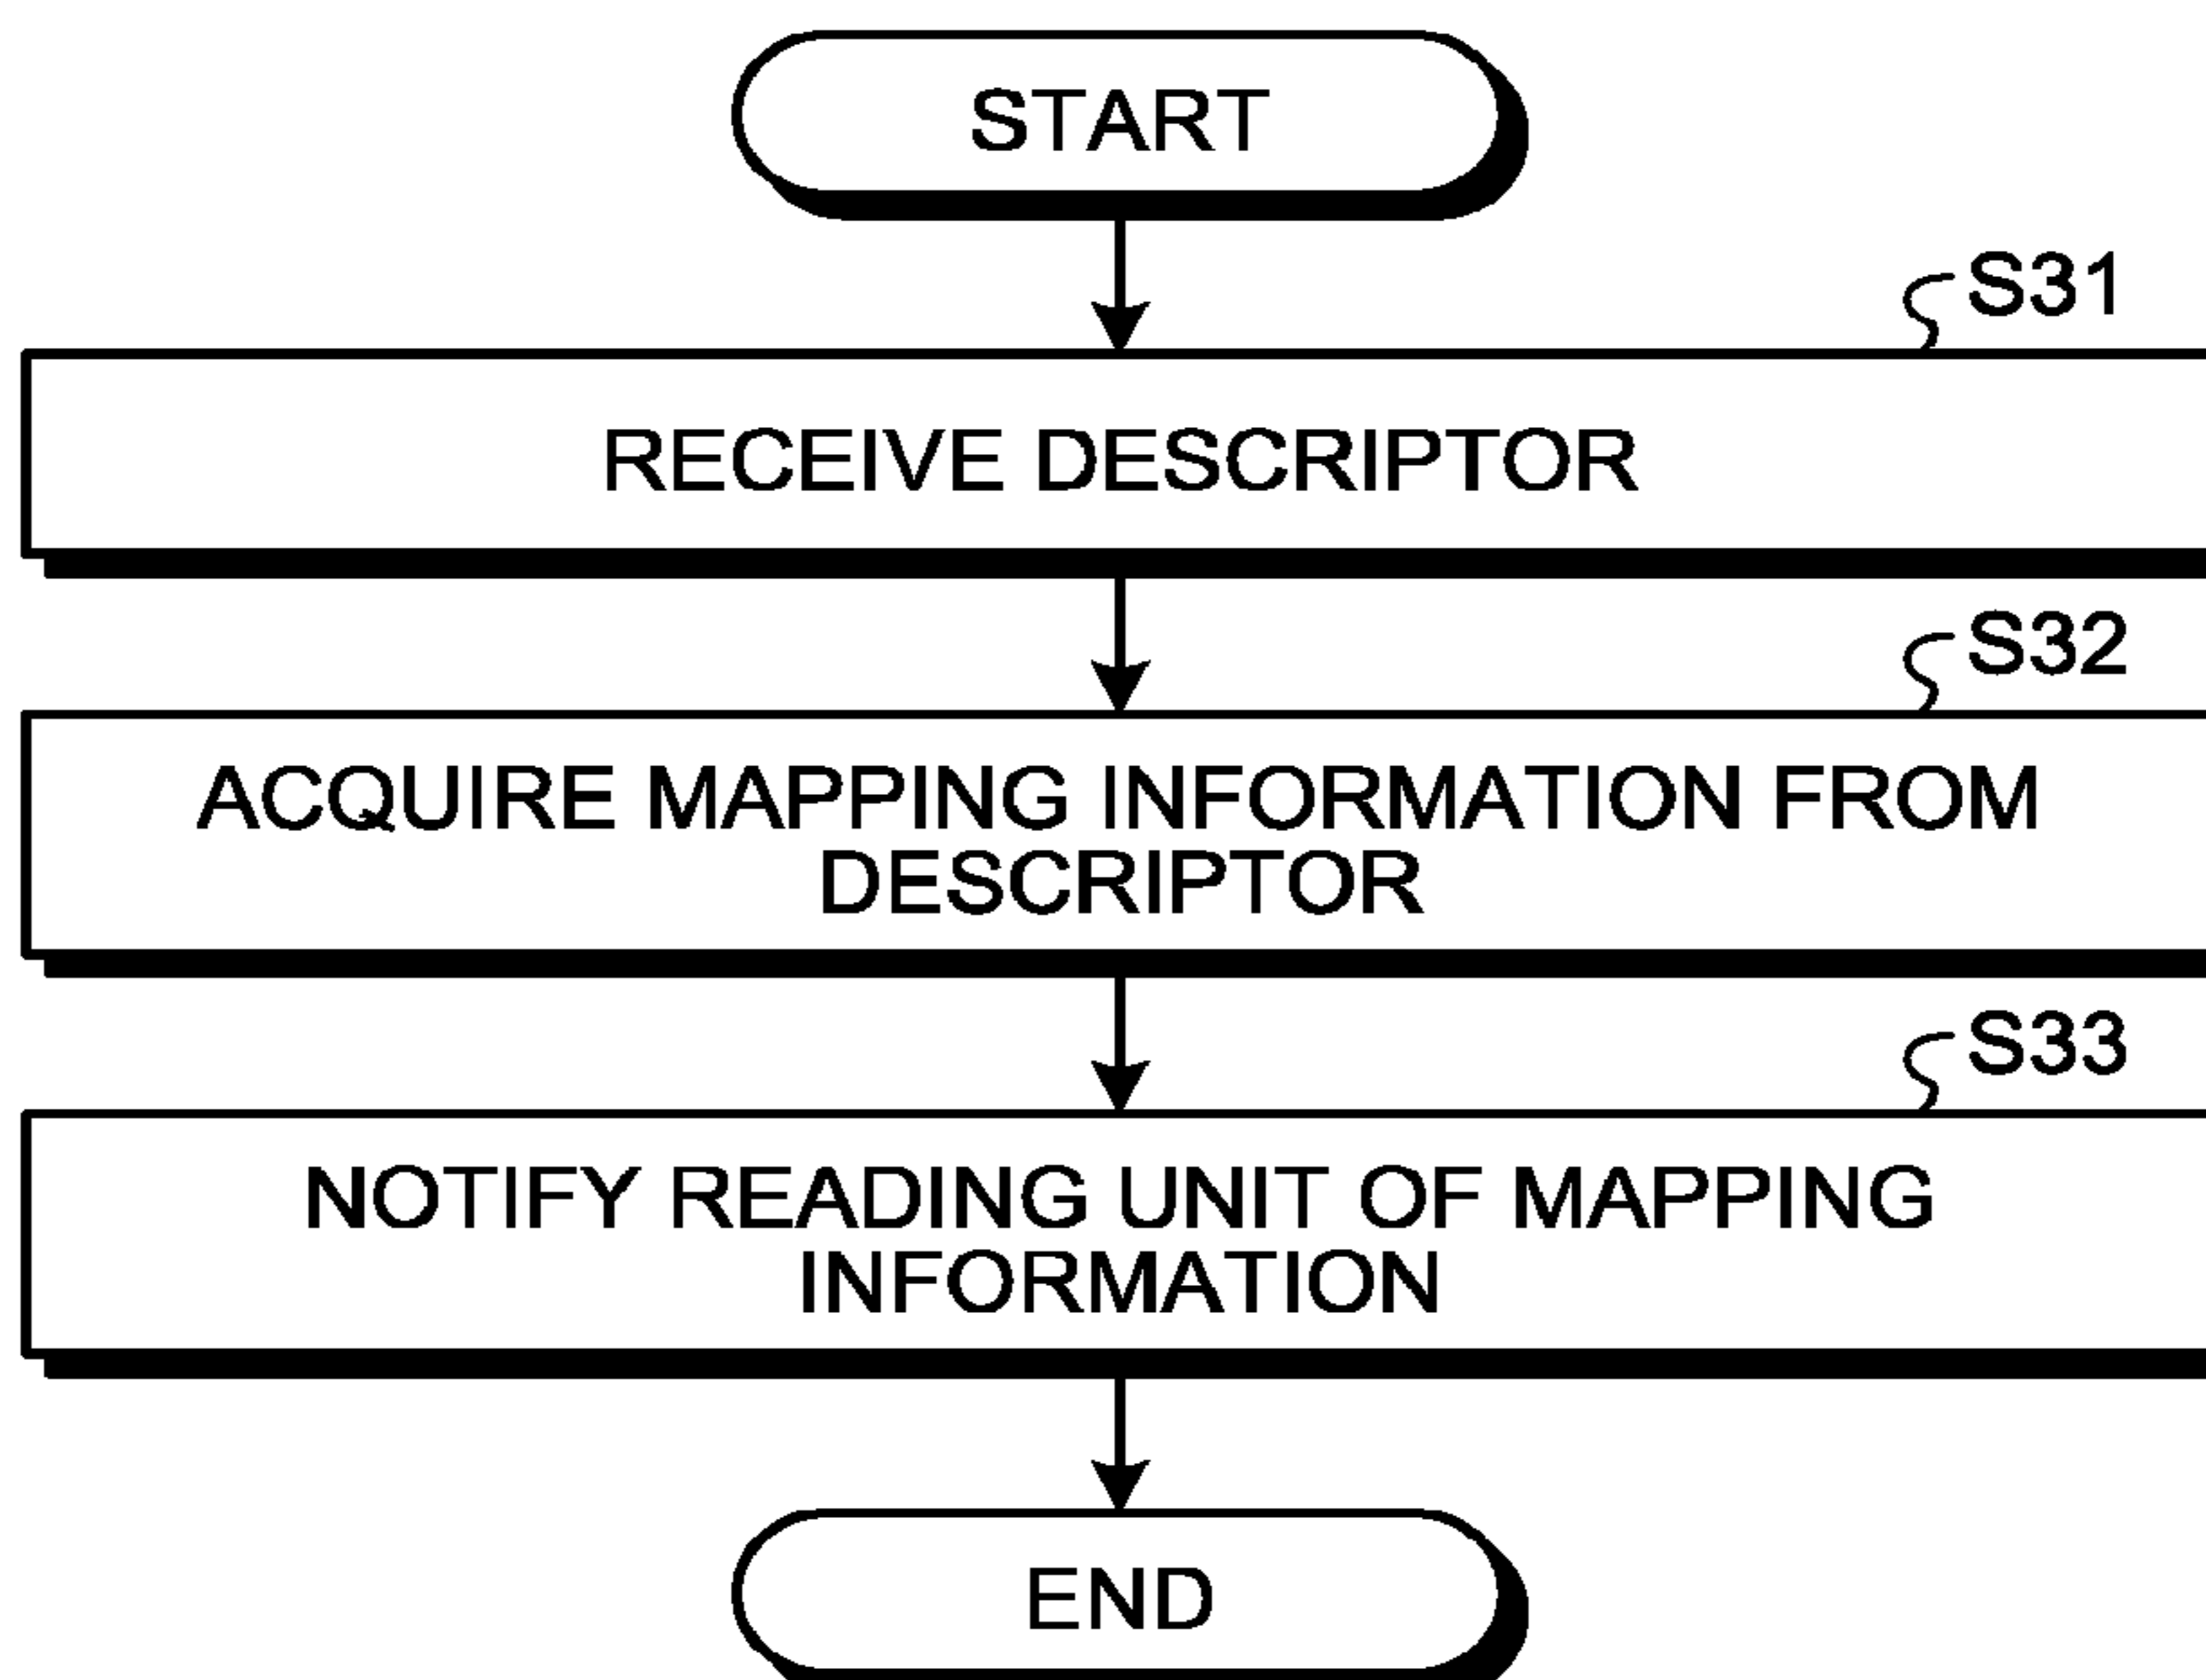 START
S31
RECEIVE DESCRIPTOR
S32
ACQUIRE MAPPING INFORMATION FROM
DESCRIPTOR
S33
NOTIFY READING UNIT OF MAPPING
INFORMATION
END